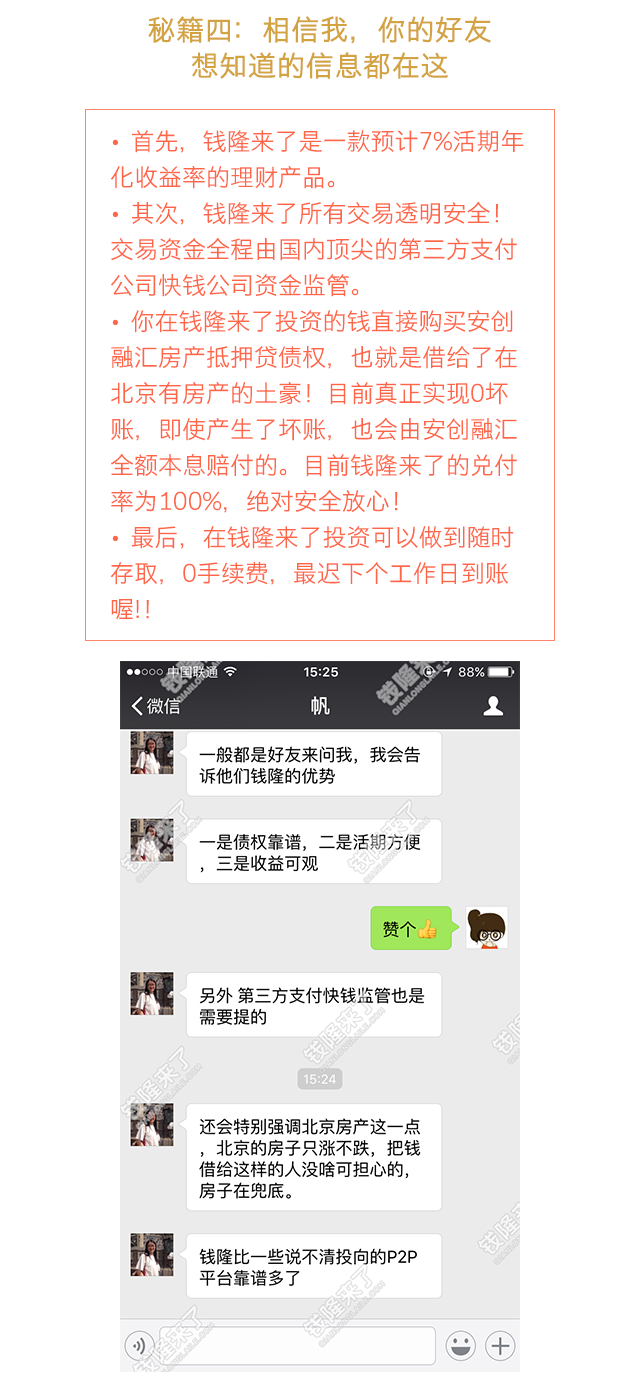 秘籍四：相信我，你的好友
想知道的信息都在这
• 首先，钱隆来了是一款预计7%活期年
化收益率的理财产品。
• 其次，钱隆来了所有交易透明安全！
交易资金全程由国内顶尖的第三方支付
公司快钱公司资金监管。
• 你在钱隆来了投资的钱直接购买安创
融汇房产抵押贷债权，也就是借给了在
北京有房产的土豪！目前真正实现0坏
账，即使产生了坏账，也会由安创融汇
全额本息赔付的。目前钱隆来了的兑付
率为100%，绝对安全放心！
• 最后，在钱隆来了投资可以做到随时
存取，0手续费，最迟下个工作日到账
喔!!
中国联通 15:25 88%
微信 帆
一般都是好友来问我，我会告
诉他们钱隆的优势
一是债权靠谱，二是活期方便
，三是收益可观
赞个👍
另外 第三方支付快钱监管也是
需要提的
15:24
还会特别强调北京房产这一点
，北京的房子只涨不跌，把钱
借给这样的人没啥可担心的，
房子在兜底。
钱隆比一些说不清投向的P2P
平台靠谱多了
钱隆来了
QIANLONGLAILE.COM